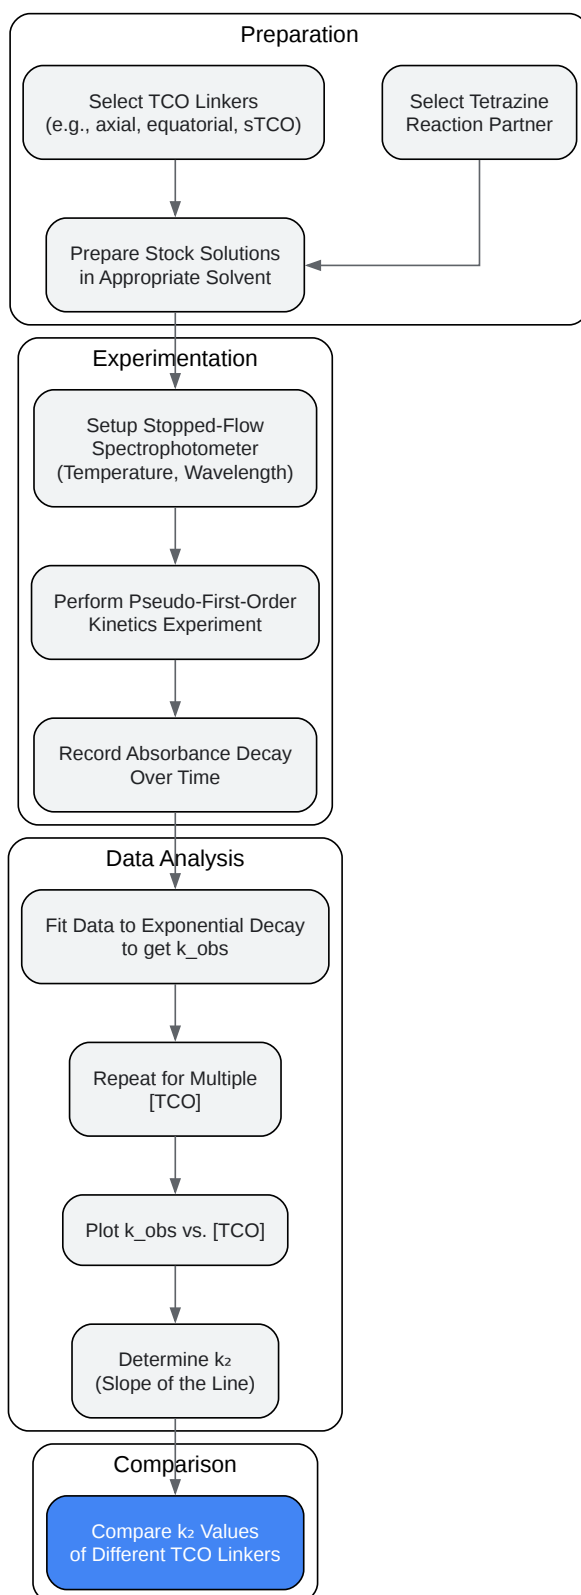 Preparation
Select TCO Linkers
(e.g., axial, equatorial, sTCO)
Select Tetrazine
Reaction Partner
Prepare Stock Solutions
in Appropriate Solvent
Experimentation
Setup Stopped-Flow
Spectrophotometer
(Temperature, Wavelength)
Perform Pseudo-First-Order
Kinetics Experiment
Record Absorbance Decay
Over Time
Data Analysis
Fit Data to Exponential Decay
to get k_obs
Repeat for Multiple
[TCO]
Plot k_obs vs. [TCO]
Determine k₂
(Slope of the Line)
Comparison
Compare k₂ Values
of Different TCO Linkers